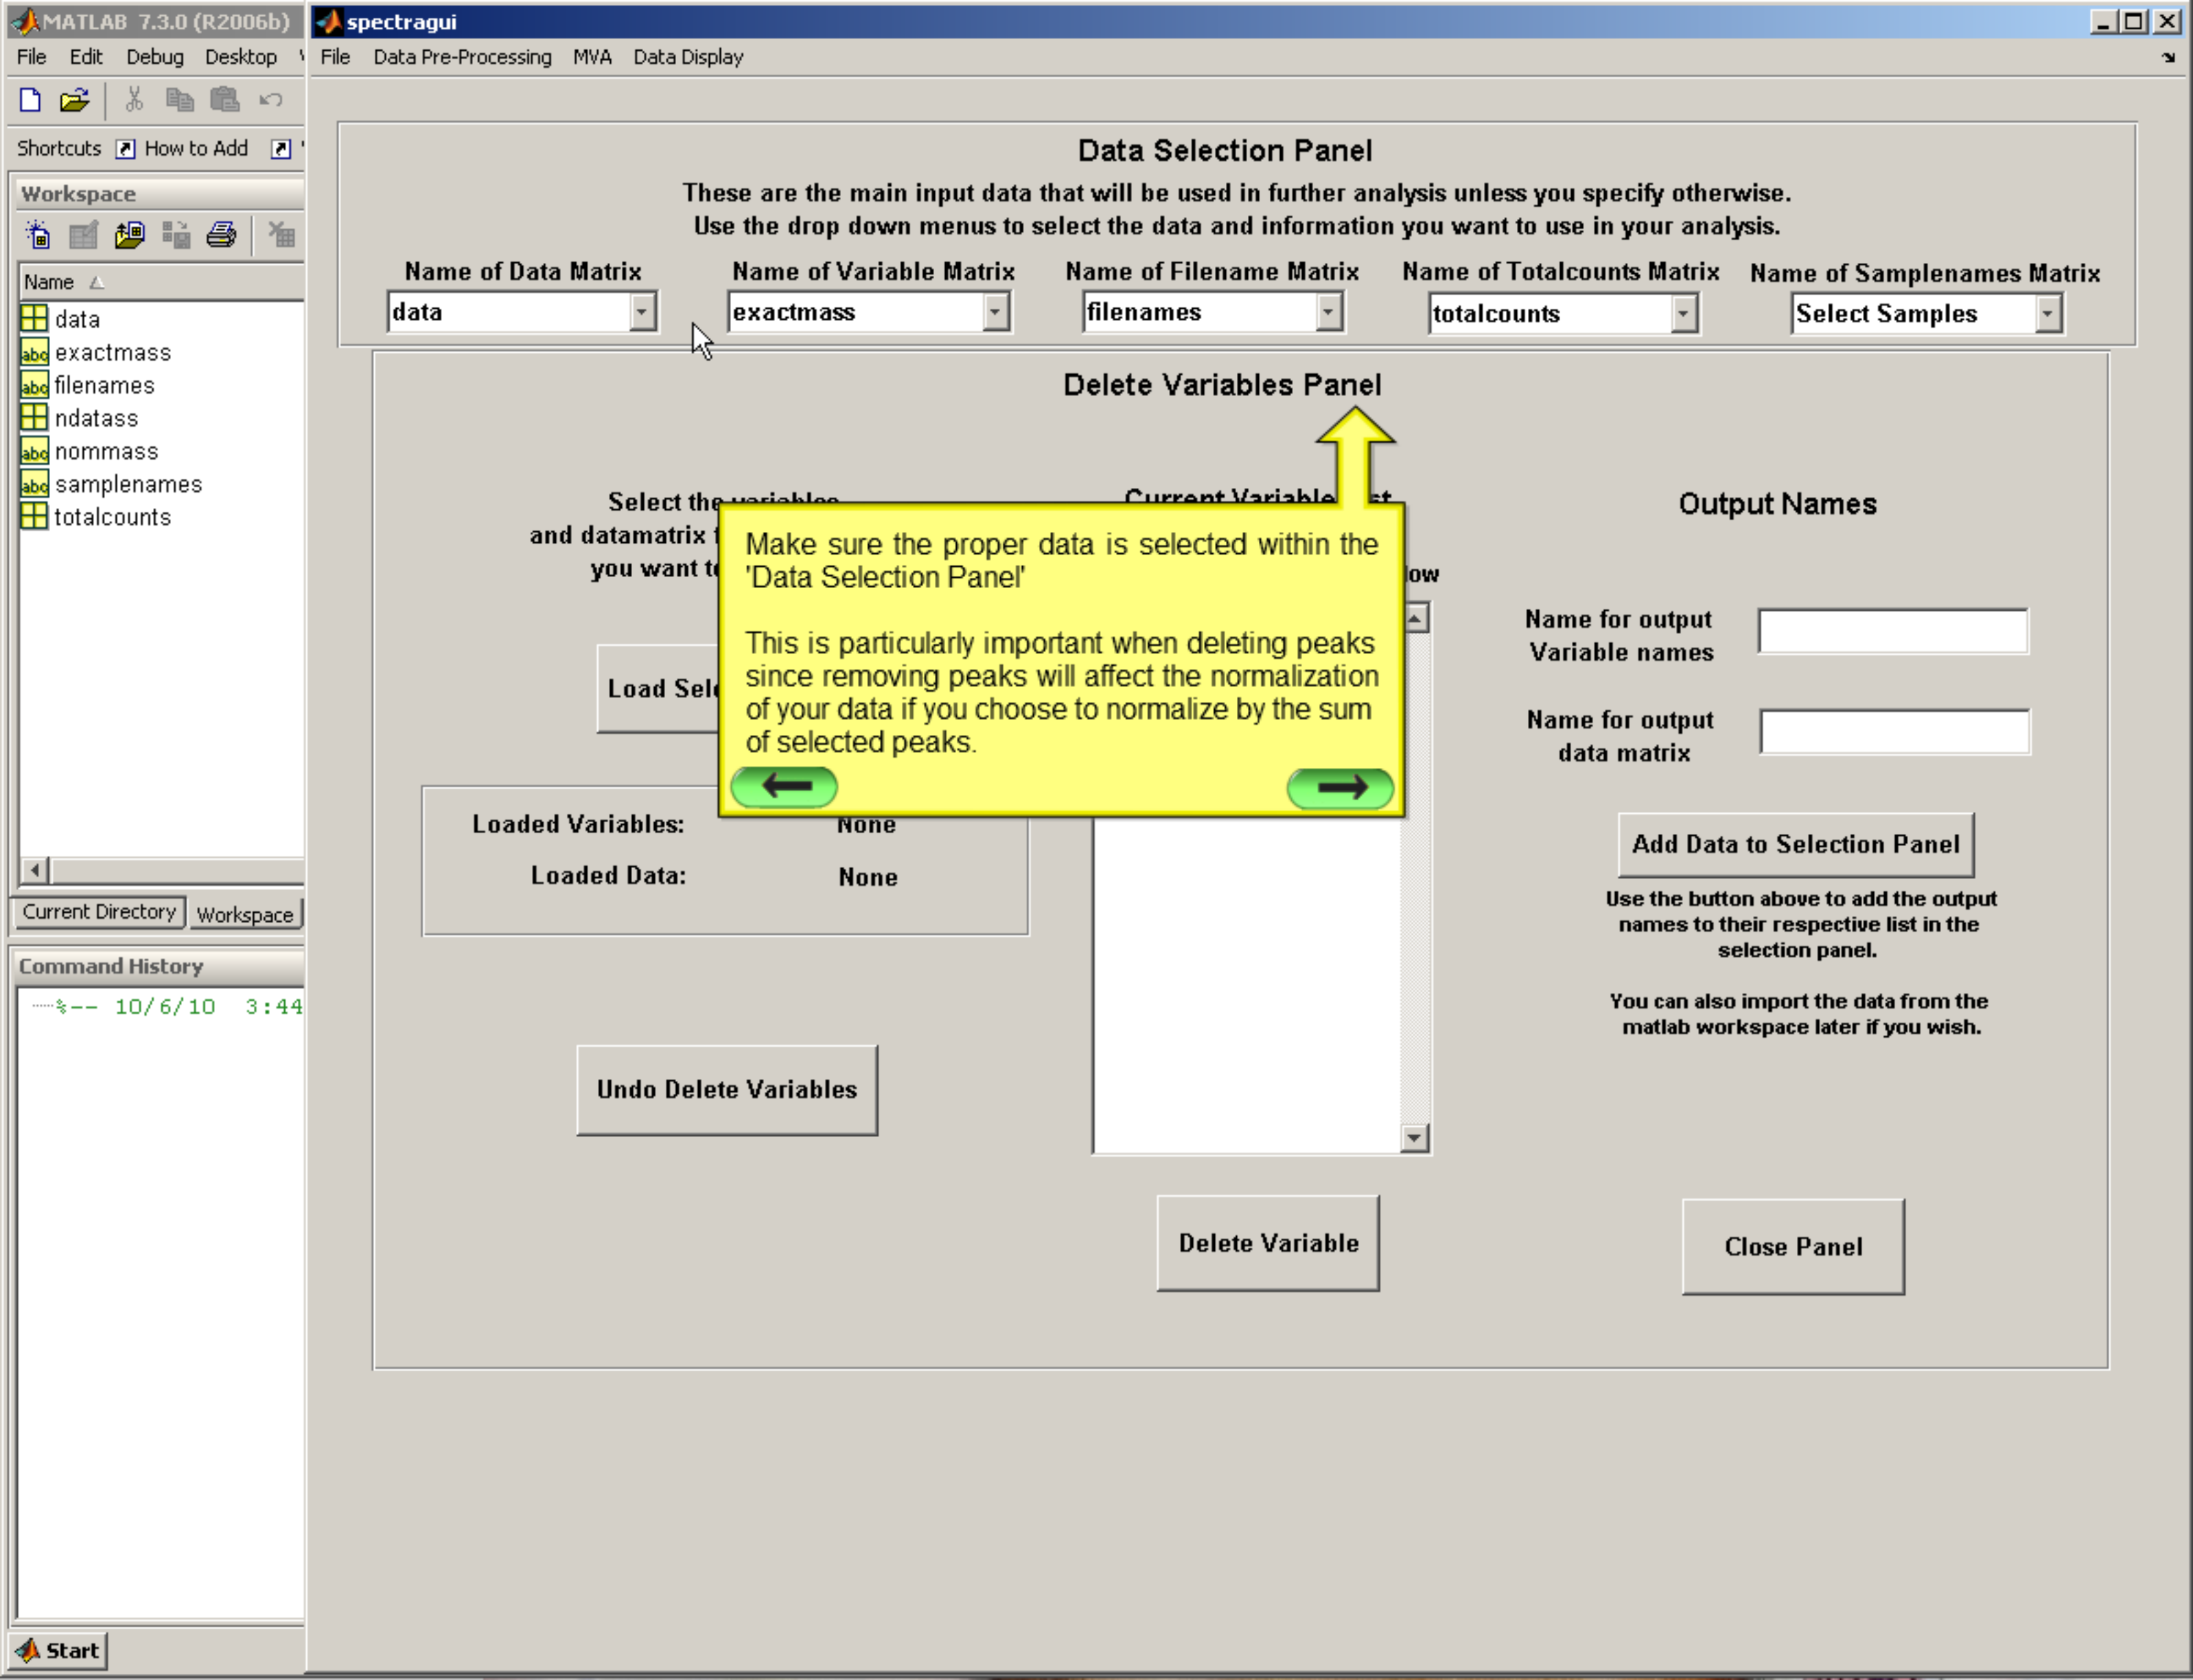 MATLAB 7.3.0 (R2006b)
File Edit Debug Desktop
Shortcuts How to Add
Workspace
Name
data
exactmass
filenames
ndatass
nommass
samplenames
totalcounts
Current Directory Workspace
Command History
%-- 10/6/10 3:44
Start
spectragui
File Data Pre-Processing MVA Data Display
Data Selection Panel
These are the main input data that will be used in further analysis unless you specify otherwise.
Use the drop down menus to select the data and information you want to use in your analysis.
Name of Data Matrix Name of Variable Matrix Name of Filename Matrix Name of Totalcounts Matrix Name of Samplenames Matrix
data exactmass filenames totalcounts Select Samples
Delete Variables Panel
Select the variables
and datamatrix
you want
Load
Loaded Variables: None
Loaded Data: None
Undo Delete Variables
Current Variable
Make sure the proper data is selected within the
'Data Selection Panel'
This is particularly important when deleting peaks
since removing peaks will affect the normalization
of your data if you choose to normalize by the sum
of selected peaks.
Delete Variable
Output Names
Name for output
Variable names
Name for output
data matrix
Add Data to Selection Panel
Use the button above to add the output
names to their respective list in the
selection panel.
You can also import the data from the
matlab workspace later if you wish.
Close Panel